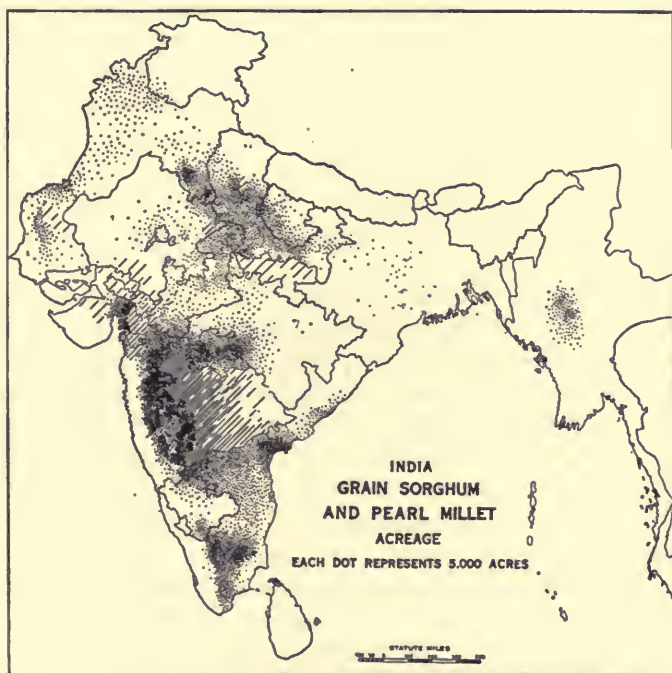 INDIA
GRAIN SORGHUM
AND PEARL MILLET
ACREAGE
EACH DOT REPRESENTS 5.000 ACRES
STATUTE MILES